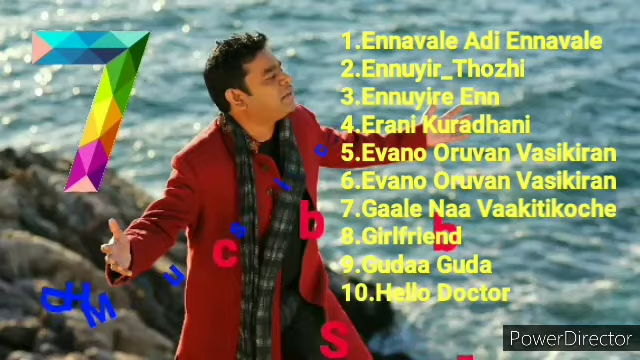 7
1.Ennavale Adi Ennavale
2.Ennuyir_Thozhi
3.Ennuyire Enn
4.Erani Kuradhani
5.Evano Oruvan Vasikiran
6.Evano Oruvan Vasikiran
7.Gaale Naa Vaakitikoche
8.Girlfriend
9.Gudaa Guda
10.Hello Doctor
c b b
S
PowerDirector